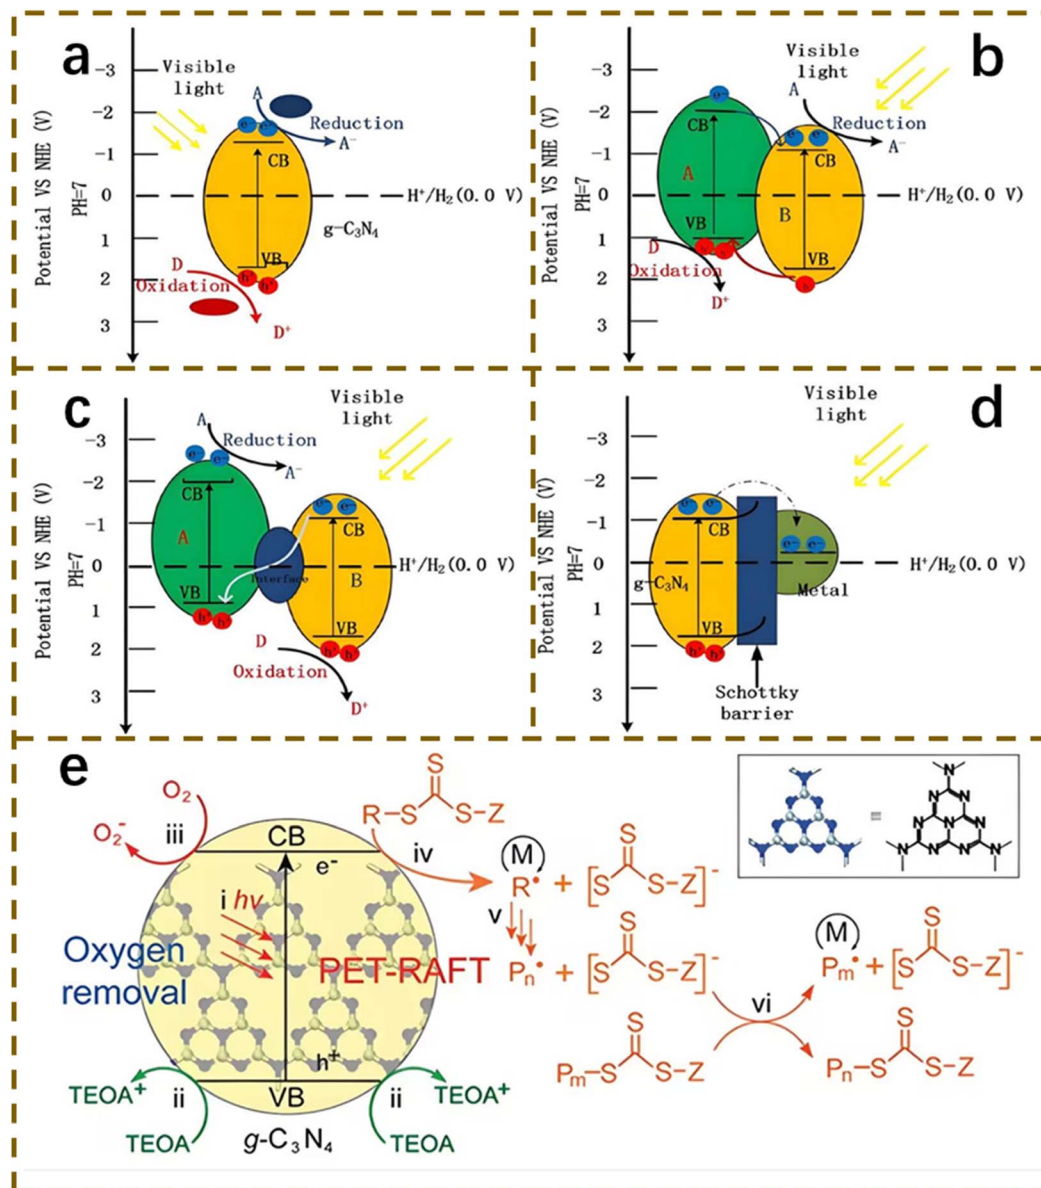 a
Visible
light
Potential VS NHE (V)
PH=7
-3
-2
-1
0
1
2
3
A
e⁻ e⁻
Reduction
A⁻
CB
H⁺/H₂(0.0 V)
g-C₃N₄
VB
h⁺ h⁺
D
Oxidation
D⁺
b
Visible
light
Potential VS NHE (V)
PH=7
-3
-2
-1
0
1
2
3
e⁻
A
CB
e⁻ e⁻
Reduction
A⁻
CB
A
H⁺/H₂(0.0 V)
B
VB
D
VB
Oxidation
D⁺
c
Visible
light
Potential VS NHE (V)
PH=7
-3
-2
-1
0
1
2
3
A
Reduction
e⁻ e⁻
A⁻
CB
e⁻ e⁻
CB
A
H⁺/H₂(0.0 V)
Interface
B
VB
h⁺ h⁺
VB
D
h⁺ h⁺
Oxidation
D⁺
d
Visible
light
Potential VS NHE (V)
PH=7
-3
-2
-1
0
1
2
3
e⁻ e⁻
CB
e⁻ e⁻
H⁺/H₂(0.0 V)
g-C₃N₄
Metal
VB
h⁺ h⁺
Schottky
barrier
e
O₂
O₂⁻
iii
CB
e⁻
i hν
Oxygen
removal
PET-RAFT
h⁺
VB
TEOA⁺
ii
TEOA
ii
TEOA⁺
TEOA
g-C₃N₄
S
R-S S-Z
iv
M
R• + [S S S-Z]⁻
v
Pn• + [S S S-Z]⁻
S
Pm-S S-Z
vi
M
Pm• + [S S S-Z]⁻
S
Pn-S S-Z
N
N N
N N N
N N N
N N
≡